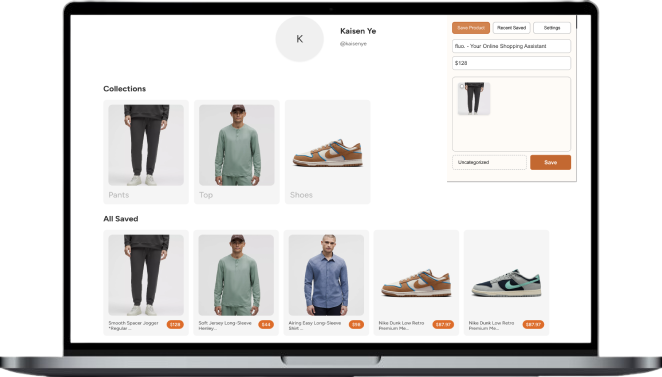 K
Kaisen Ye
@kaisenye
Save Product
Recent Saved
Settings
fluo. - Your Online Shopping Assistant
$128
Uncategorized
Save
Collections
Pants
Top
Shoes
All Saved
Smooth Spacer Jogger
*Regular...
$128
Soft Jersey Long-Sleeve
Henley...
$64
Airing Easy Long-Sleeve
Shirt...
$98
Nike Dunk Low Retro
Premium Me...
$87.97
Nike Dunk Low Retro
Premium Me...
$87.97